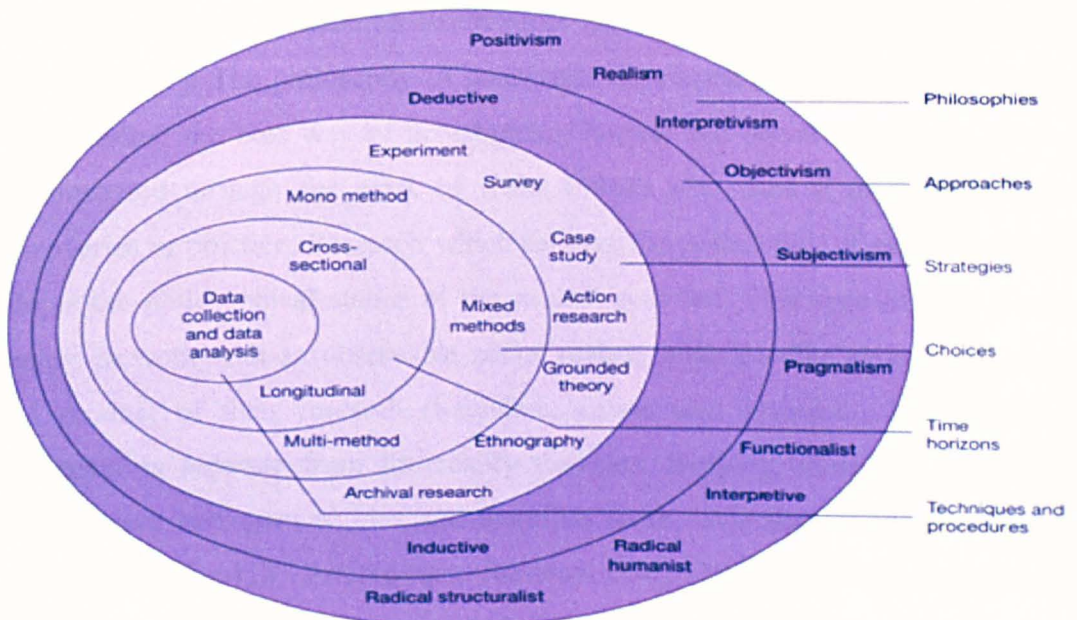 Positivism
Realism
Philosophies
Deductive
Interpretivism
Experiment
Objectivism
Survey
Approaches
Mono method
Case
study
Subjectivism
Strategies
Cross-
sectional
Data
collection
and data
analysis
Mixed
methods
Action
research
Choices
Grounded
theory
Pragmatism
Longitudinal
Time
horizons
Multi-method
Ethnography
Functionalist
Archival research
Interpretive
Techniques and
procedures
Inductive
Radical
humanist
Radical structuralist